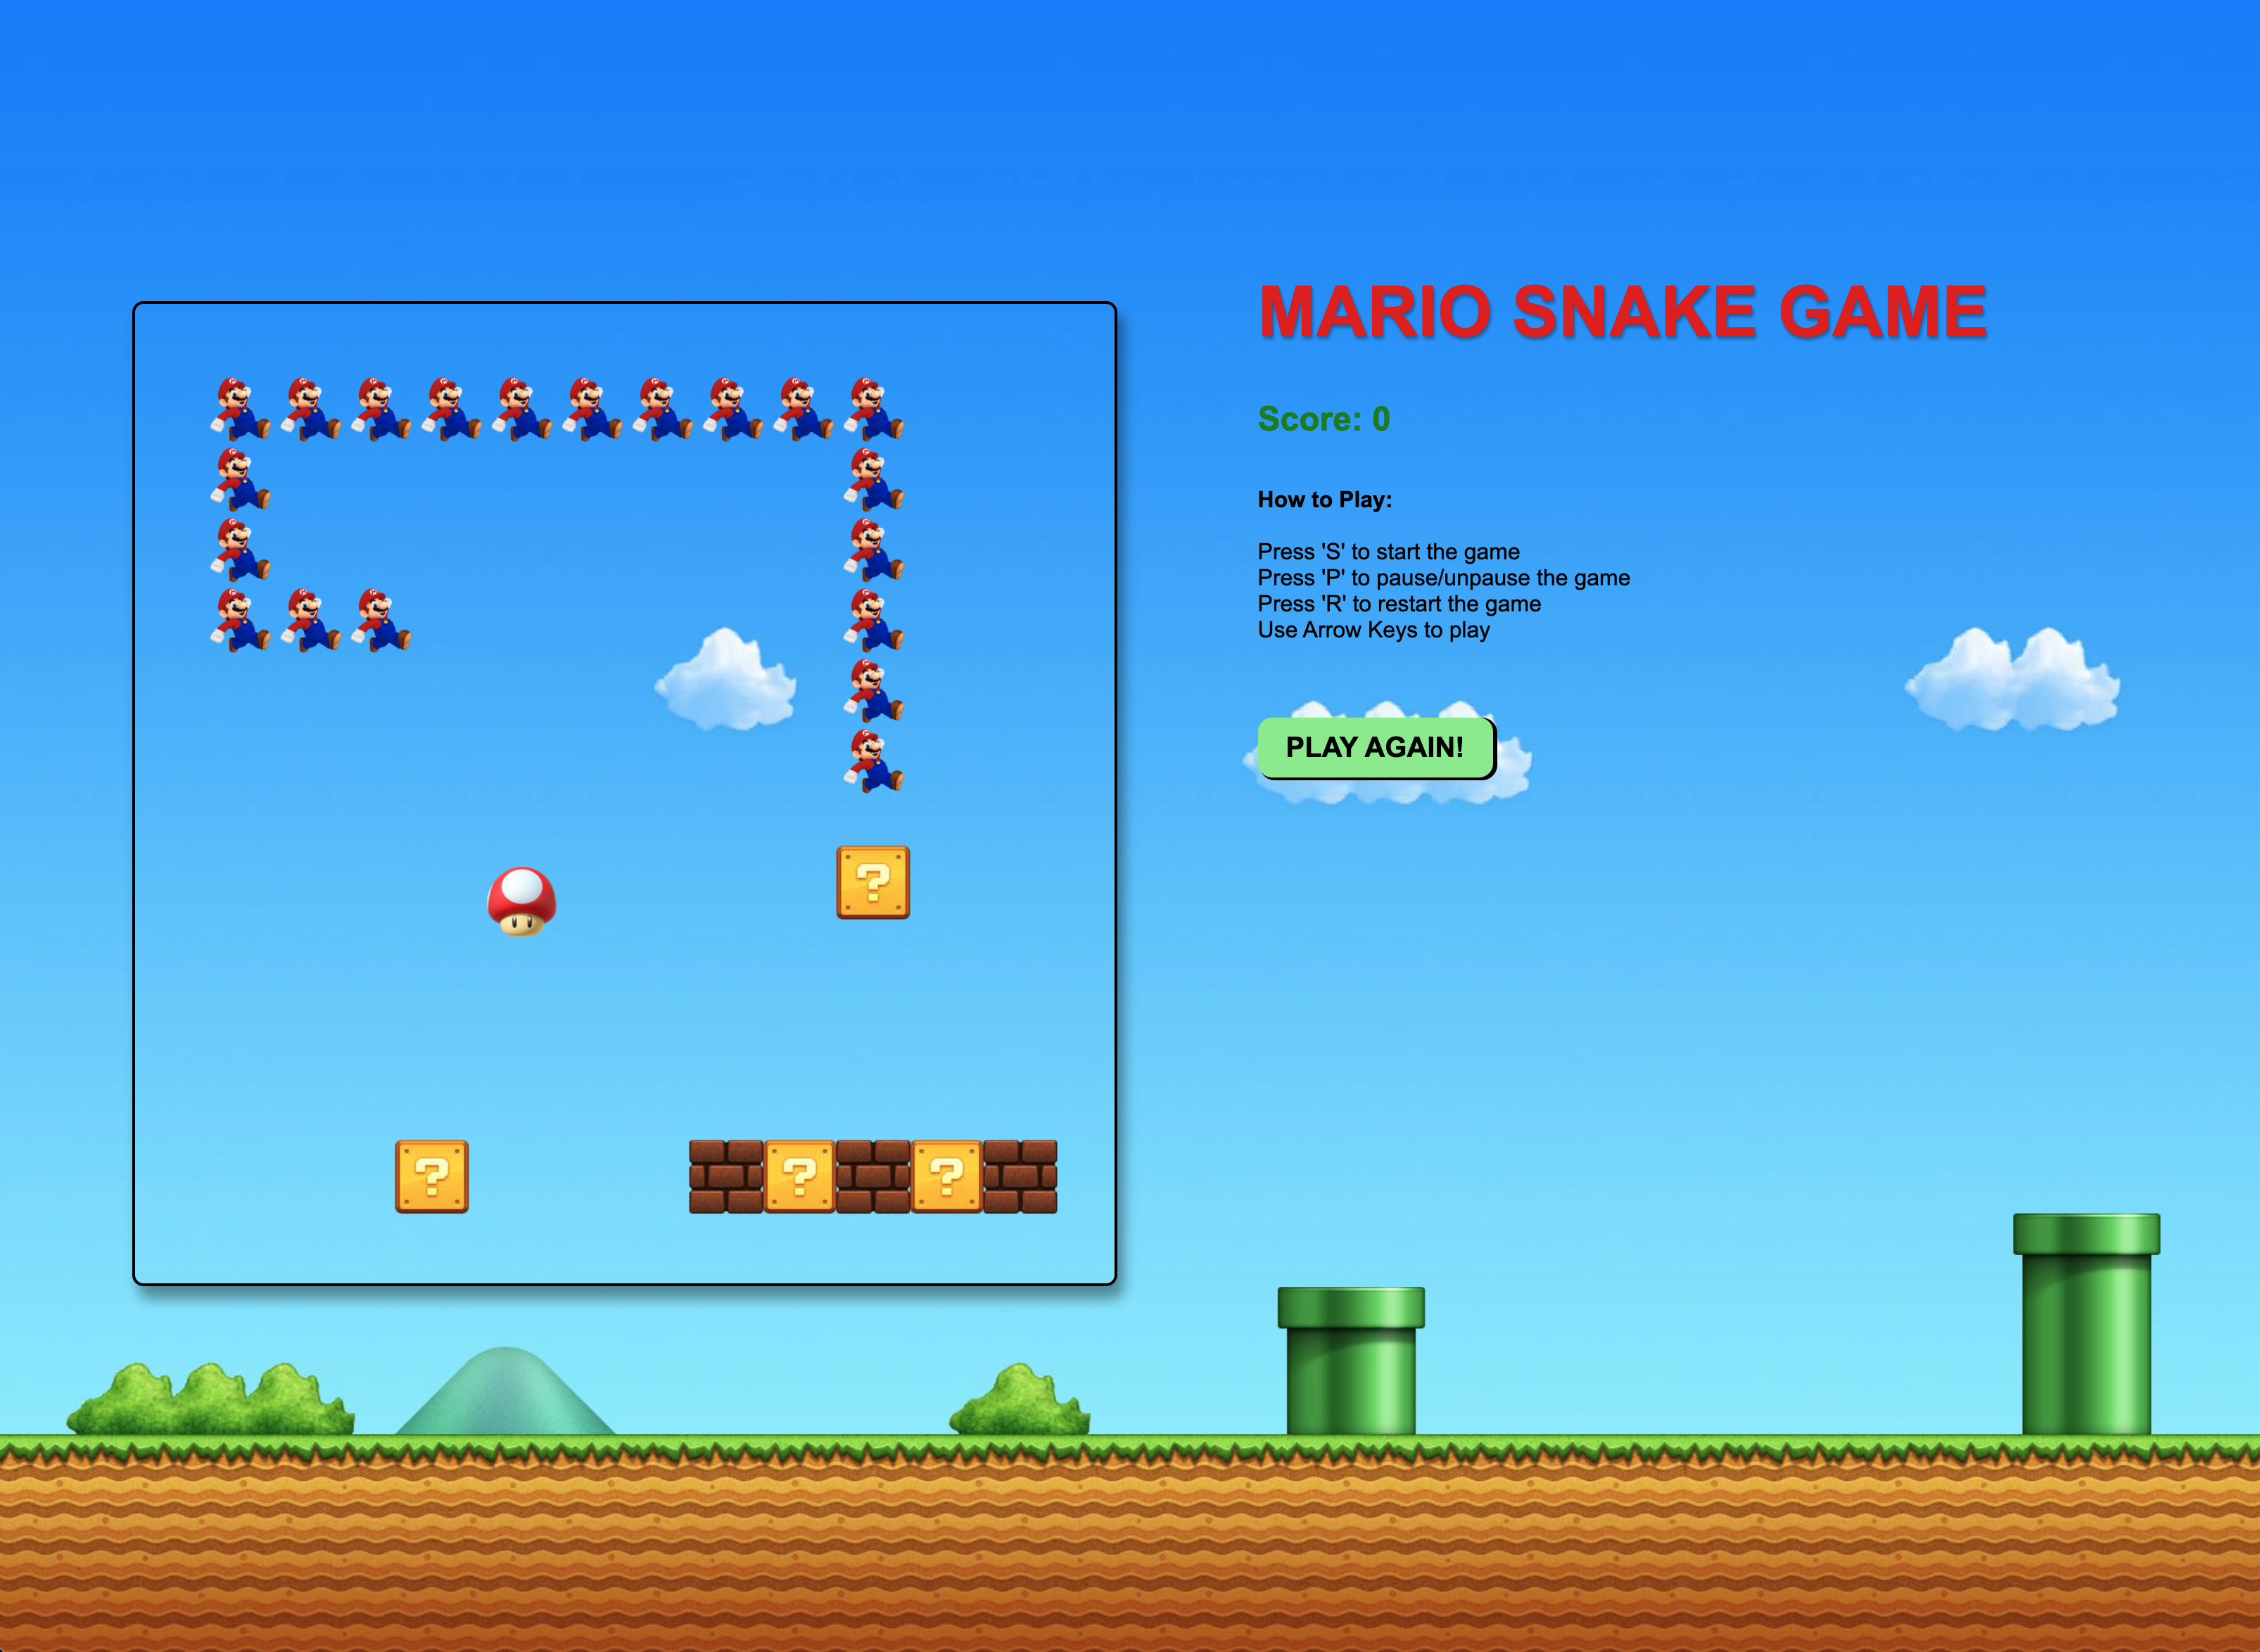 MARIO SNAKE GAME
Score: 0
How to Play:
Press 'S' to start the game
Press 'P' to pause/unpause the game
Press 'R' to restart the game
Use Arrow Keys to play
PLAY AGAIN!
?
?
?
?